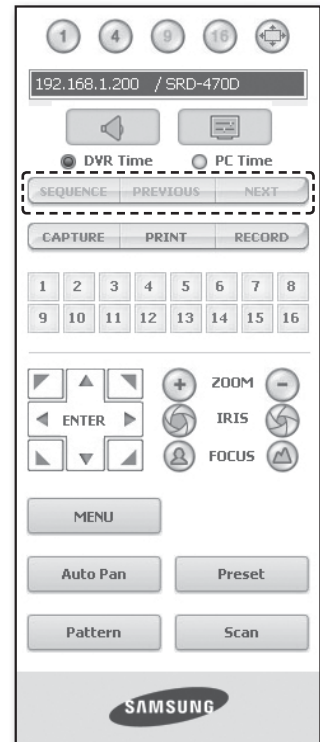 1 4 9 16
192.168.1.200 / SRD-470D
DVR Time PC Time
SEQUENCE PREVIOUS NEXT
CAPTURE PRINT RECORD
1 2 3 4 5 6 7 8
9 10 11 12 13 14 15 16
ZOOM
ENTER IRIS
FOCUS
MENU
Auto Pan Preset
Pattern Scan
SAMSUNG